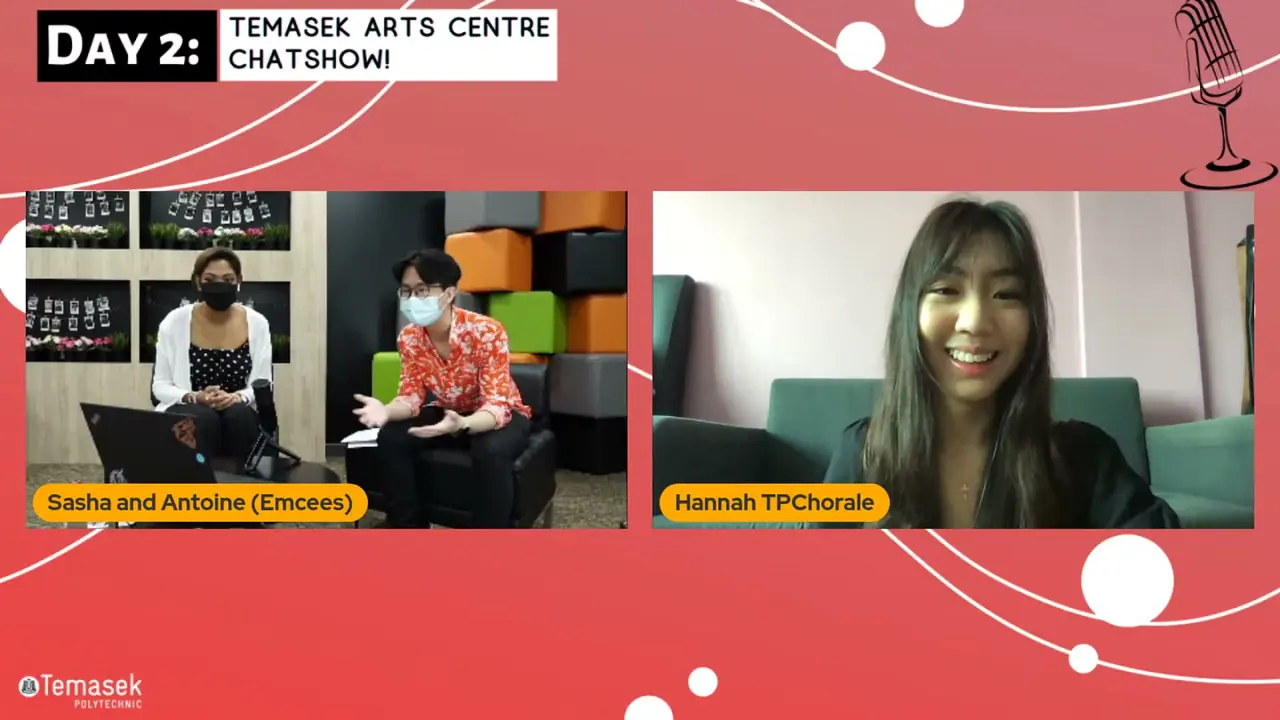 DAY 2:
TEMASEK ARTS CENTRE
CHATSHOW!
Sasha and Antoine (Emcees)
Hannah TPChorale
Temasek
POLYTECHNIC